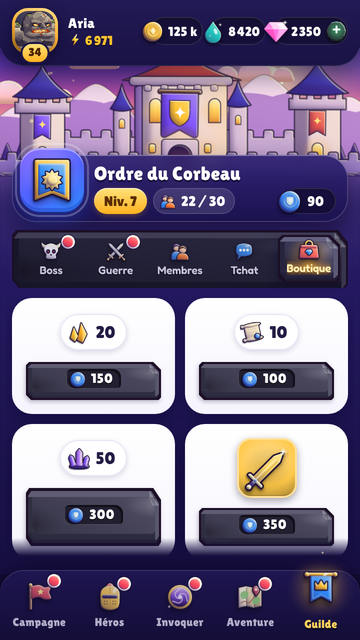 Aria
34
6 971
125 k
8420
2350
Ordre du Corbeau
Niv. 7
22 / 30
90
Boss
Guerre
Membres
Tchat
Boutique
20
10
150
100
50
300
350
Campagne
Héros
Invoquer
Aventure
Guilde